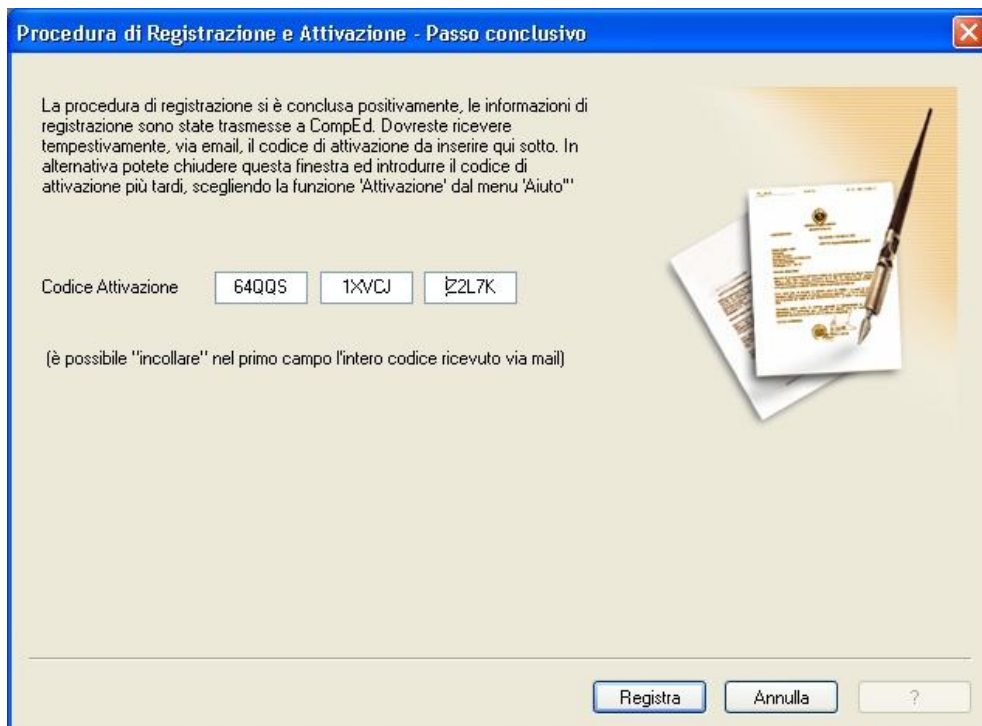 Procedura di Registrazione e Attivazione - Passo conclusivo
La procedura di registrazione si è conclusa positivamente, le informazioni di
registrazione sono state trasmesse a CompEd. Dovreste ricevere
tempestivamente, via email, il codice di attivazione da inserire qui sotto. In
alternativa potete chiudere questa finestra ed introdurre il codice di
attivazione più tardi, scegliendo la funzione 'Attivazione' dal menu 'Aiuto"'
Codice Attivazione 64QQS 1XVCJ Z2L7K
(è possibile "incollare" nel primo campo l'intero codice ricevuto via mail)
Registra Annulla ?